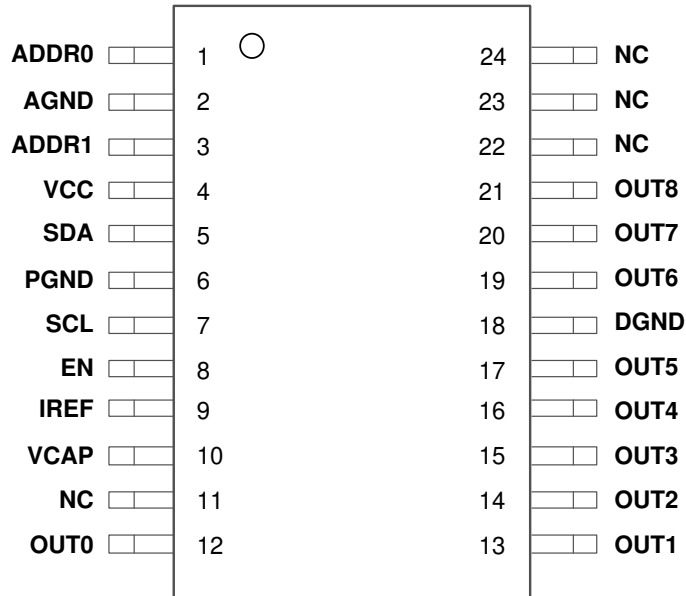 ADDR0 1 24 NC
AGND 2 23 NC
ADDR1 3 22 NC
VCC 4 21 OUT8
SDA 5 20 OUT7
PGND 6 19 OUT6
SCL 7 18 DGND
EN 8 17 OUT5
IREF 9 16 OUT4
VCAP 10 15 OUT3
NC 11 14 OUT2
OUT0 12 13 OUT1